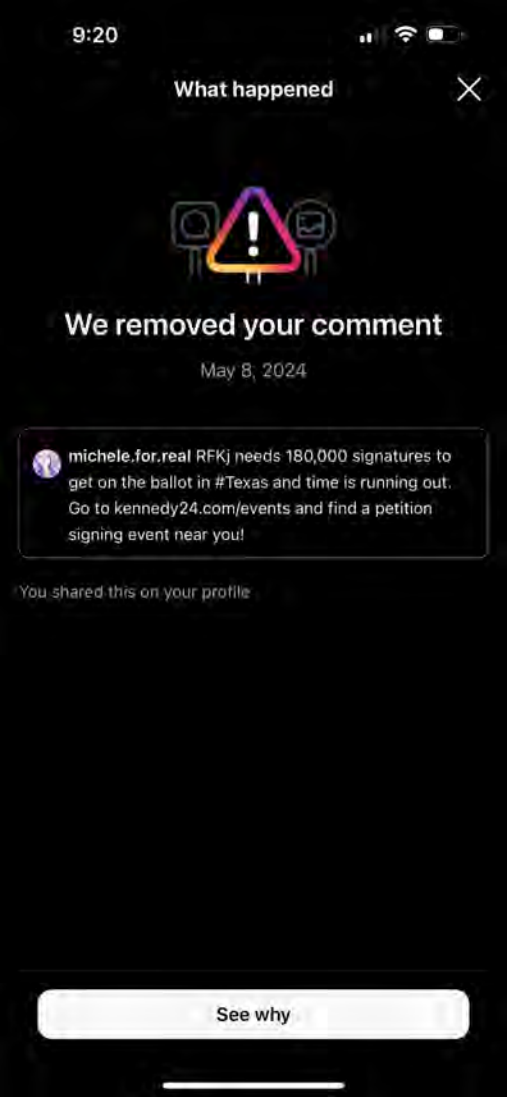 9:20
What happened
We removed your comment
May 8, 2024
michele.for.real RFKj needs 180,000 signatures to
get on the ballot in #Texas and time is running out.
Go to kennedy24.com/events and find a petition
signing event near you!
You shared this on your profile
See why